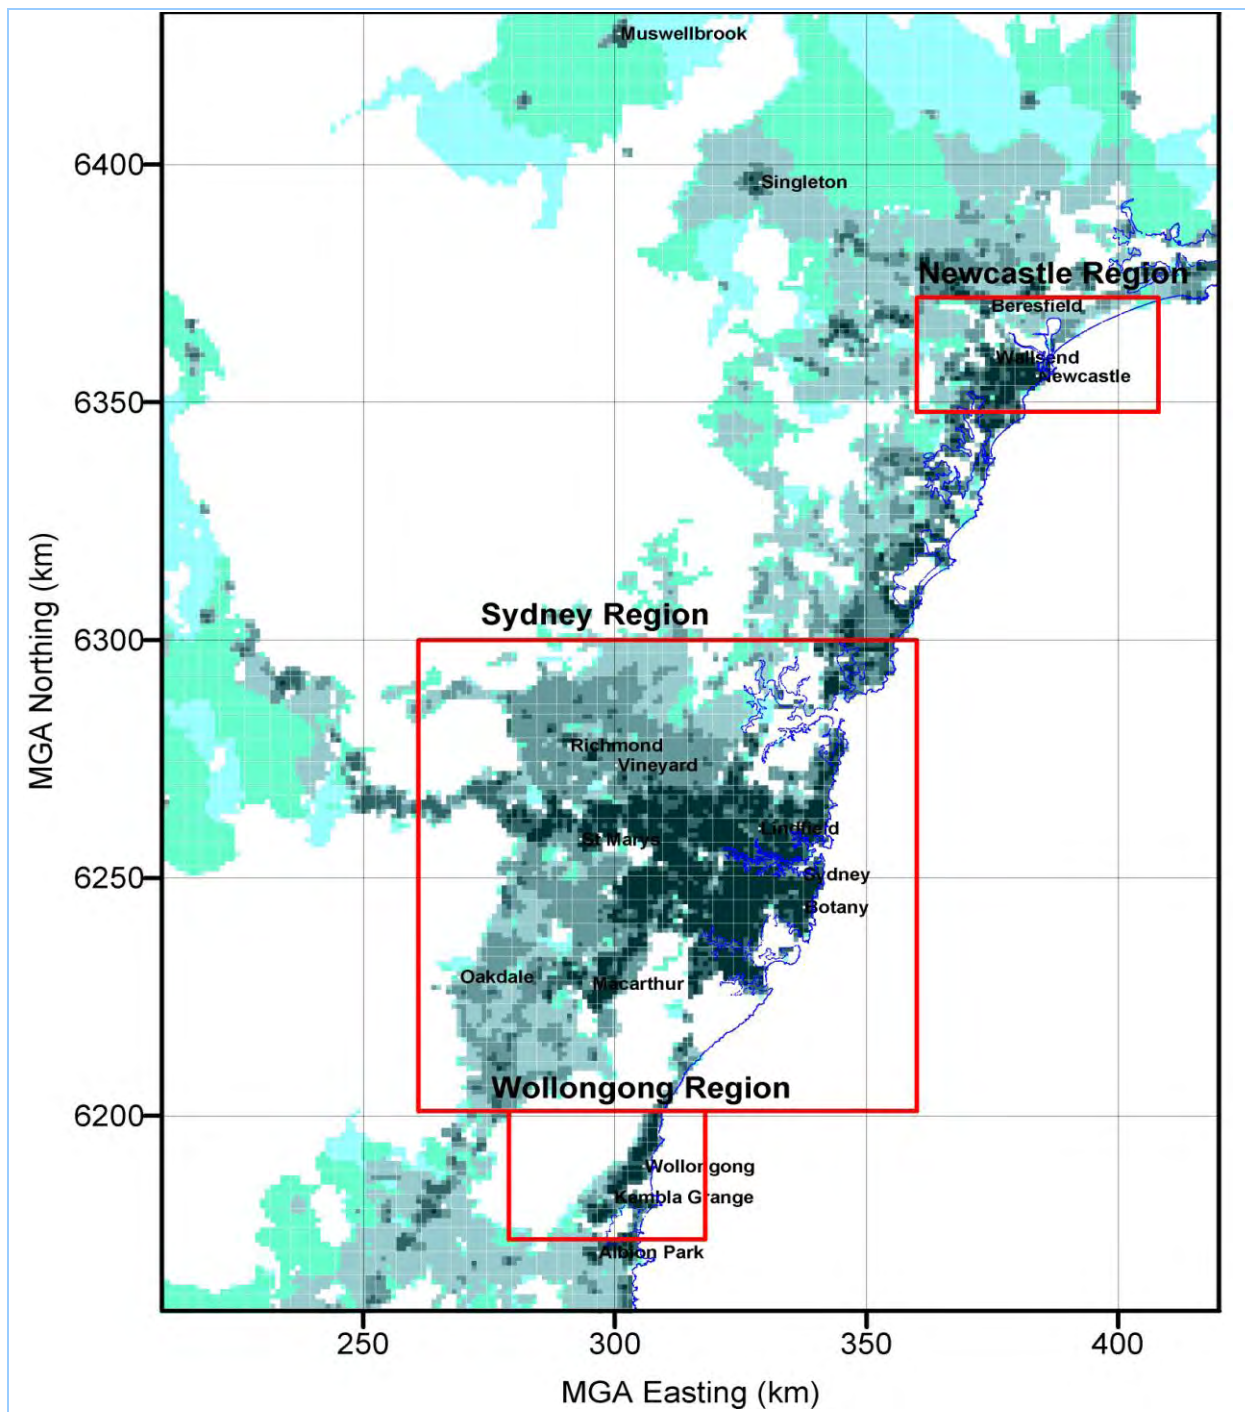 Muswellbrook
6400
Singleton
Newcastle Region
Beresfield
Wallsend
Newcastle
6350
Sydney Region
6300
Richmond
Vineyard
Lindfield
St Marys
6250
Sydney
Botany
Oakdale
Macarthur
Wollongong Region
6200
Wollongong
Kembla Grange
Albion Park
250 300 350 400
MGA Easting (km)
MGA Northing (km)